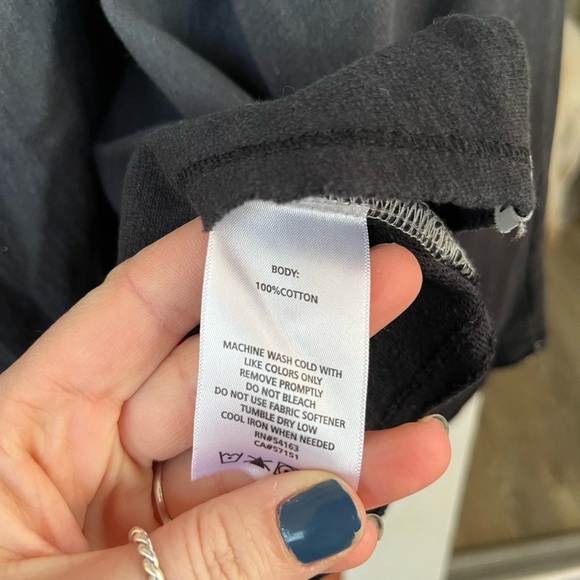 BODY:
100%COTTON
MACHINE WASH COLD WITH
LIKE COLORS ONLY
REMOVE PROMPTLY
DO NOT BLEACH
DO NOT USE FABRIC SOFTENER
TUMBLE DRY LOW
COOL IRON WHEN NEEDED
RN#54163
CA#57151